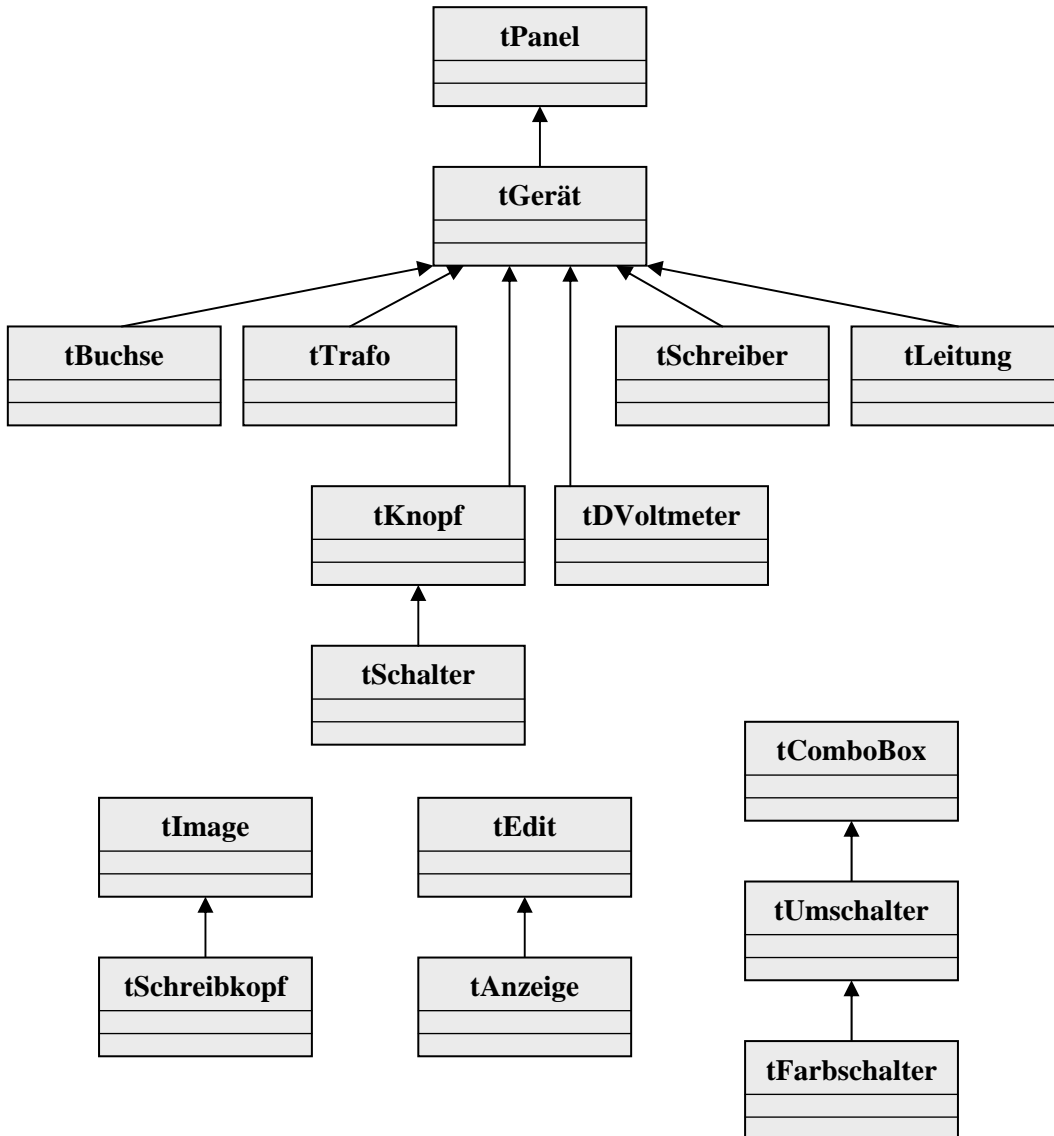 tPanel
tGerät
tBuchse
tTrafo
tSchreiber
tLeitung
tKnopf
tDVoltmeter
tSchalter
tComboBox
tImage
tEdit
tUmschalter
tSchreibkopf
tAnzeige
tFarbschalter